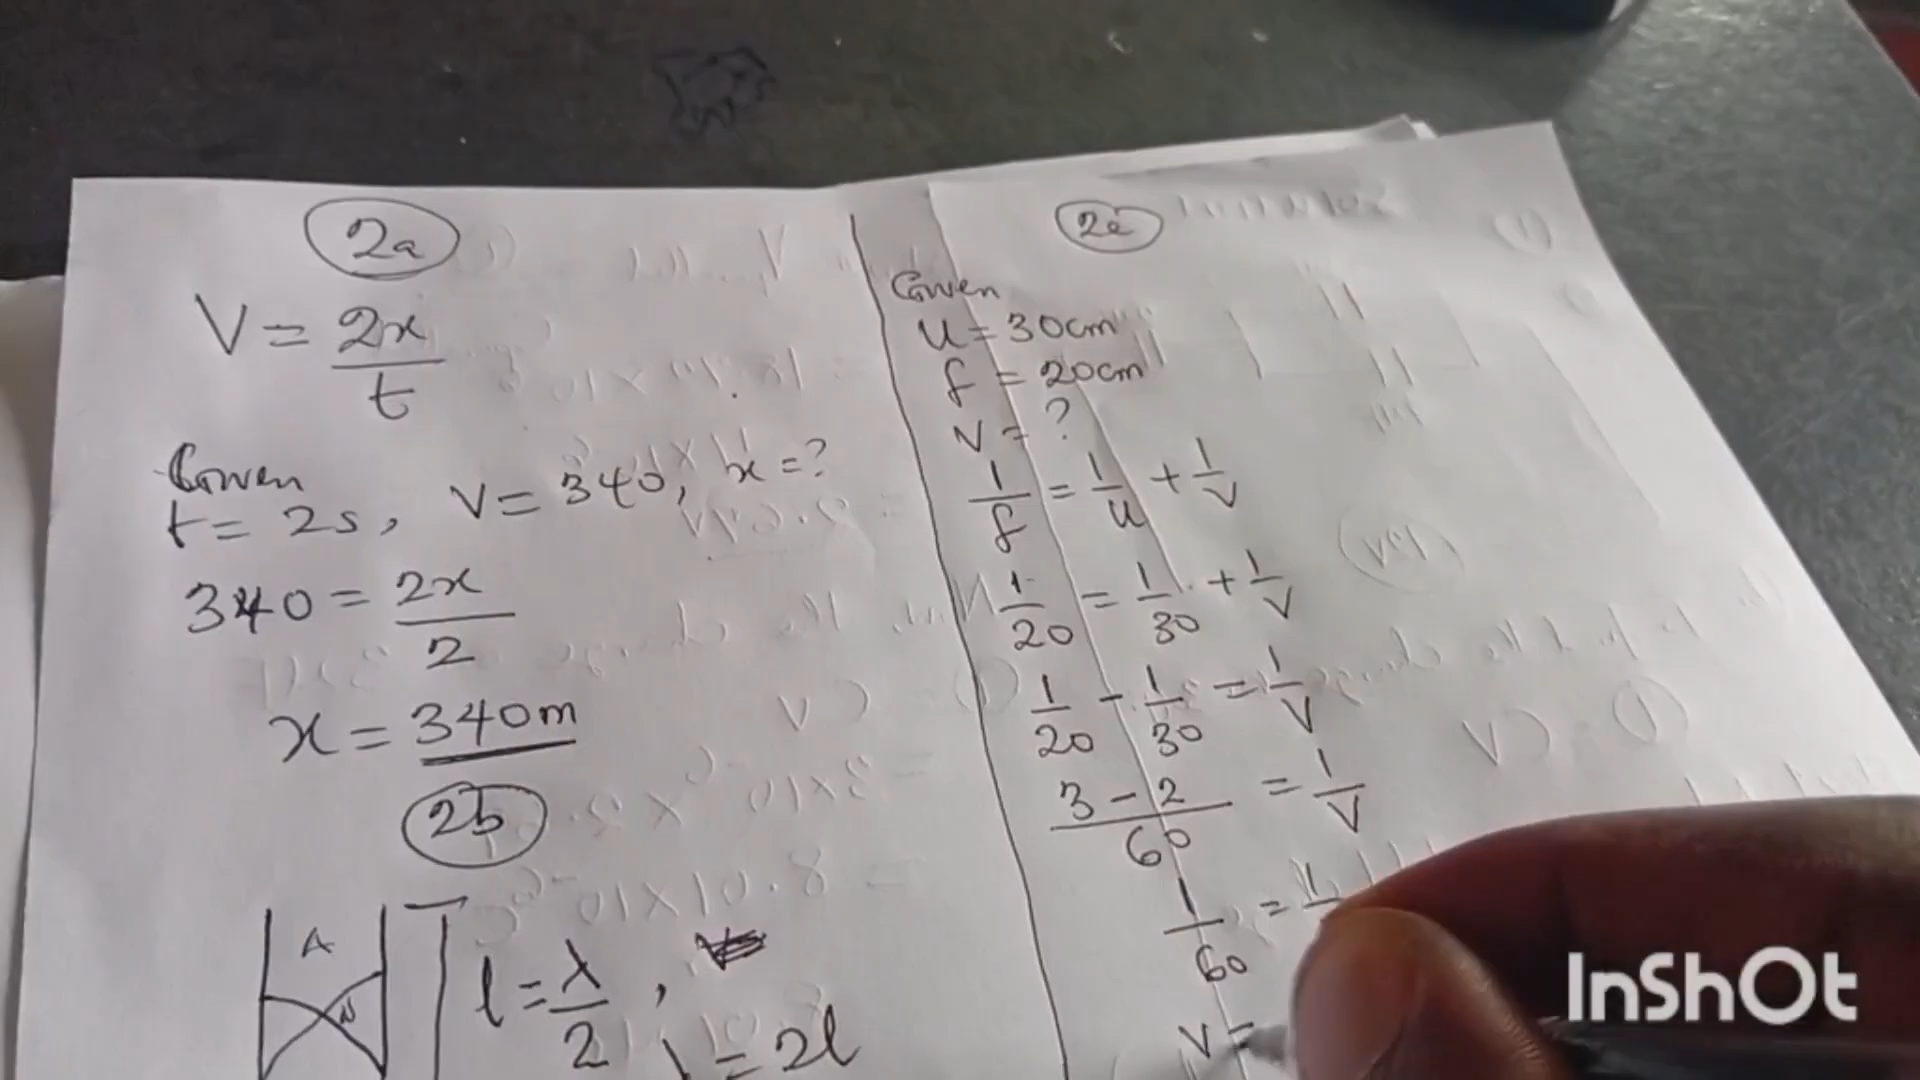 2a
V = 2x/t
Given
t = 2s, V = 340, x = ?
340 = 2x/2
x = 340m
2b
A
N
l = λ/2,
= 2l
2c
Given
u = 30cm
f = 20cm
V = ?
1/f = 1/u + 1/V
1/20 = 1/30 + 1/V
1/20 - 1/30 = 1/V
3 - 2/60 = 1/V
1/60 =
V =
InShOt